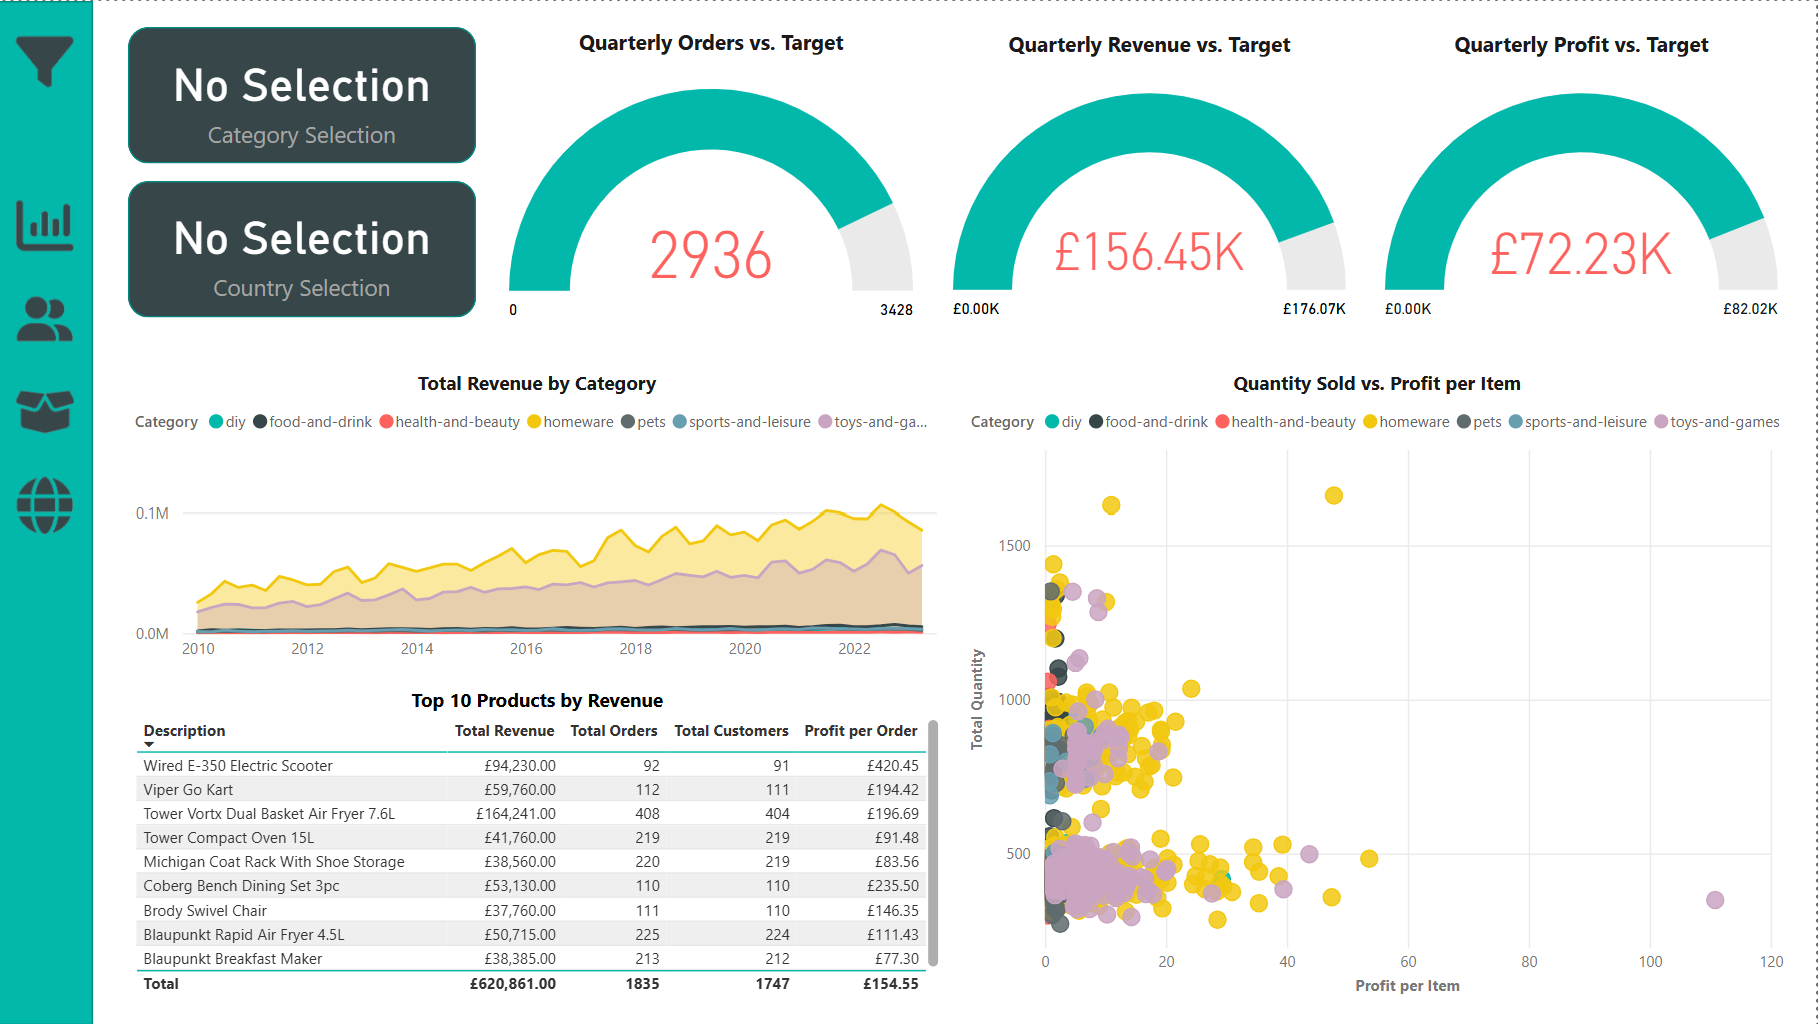 No Selection
Category Selection
No Selection
Country Selection
Quarterly Orders vs. Target
2936
0
3428
Quarterly Revenue vs. Target
£156.45K
£0.00K
£176.07K
Quarterly Profit vs. Target
£72.23K
£0.00K
£82.02K
Total Revenue by Category
Category diy food-and-drink health-and-beauty homeware pets sports-and-leisure toys-and-ga...
0.1M
0.0M
2010 2012 2014 2016 2018 2020 2022
Top 10 Products by Revenue
Description Total Revenue Total Orders Total Customers Profit per Order
Wired E-350 Electric Scooter £94,230.00 92 91 £420.45
Viper Go Kart £59,760.00 112 111 £194.42
Tower Vortx Dual Basket Air Fryer 7.6L £164,241.00 408 404 £196.69
Tower Compact Oven 15L £41,760.00 219 219 £91.48
Michigan Coat Rack With Shoe Storage £38,560.00 220 219 £83.56
Coberg Bench Dining Set 3pc £53,130.00 110 110 £235.50
Brody Swivel Chair £37,760.00 111 110 £146.35
Blaupunkt Rapid Air Fryer 4.5L £50,715.00 225 224 £111.43
Blaupunkt Breakfast Maker £38,385.00 213 212 £77.30
Total £620,861.00 1835 1747 £154.55
Quantity Sold vs. Profit per Item
Category diy food-and-drink health-and-beauty homeware pets sports-and-leisure toys-and-games
Total Quantity
1500
1000
500
0 20 40 60 80 100 120
Profit per Item